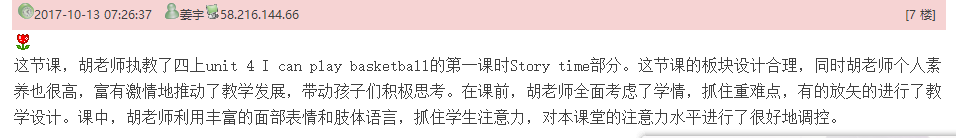 2017-10-13 07:26:37 姜宇 58.216.144.66 [7 楼]
这节课，胡老师执教了四上unit 4 I can play basketball的第一课时Story time部分。这节课的板块设计合理，同时胡老师个人素
养也很高，富有激情地推动了教学发展，带动孩子们积极思考。在课前，胡老师全面考虑了学情，抓住重难点，有的放矢的进行了教
学设计。课中，胡老师利用丰富的面部表情和肢体语言，抓住学生注意力，对本课堂的注意力水平进行了很好地调控。